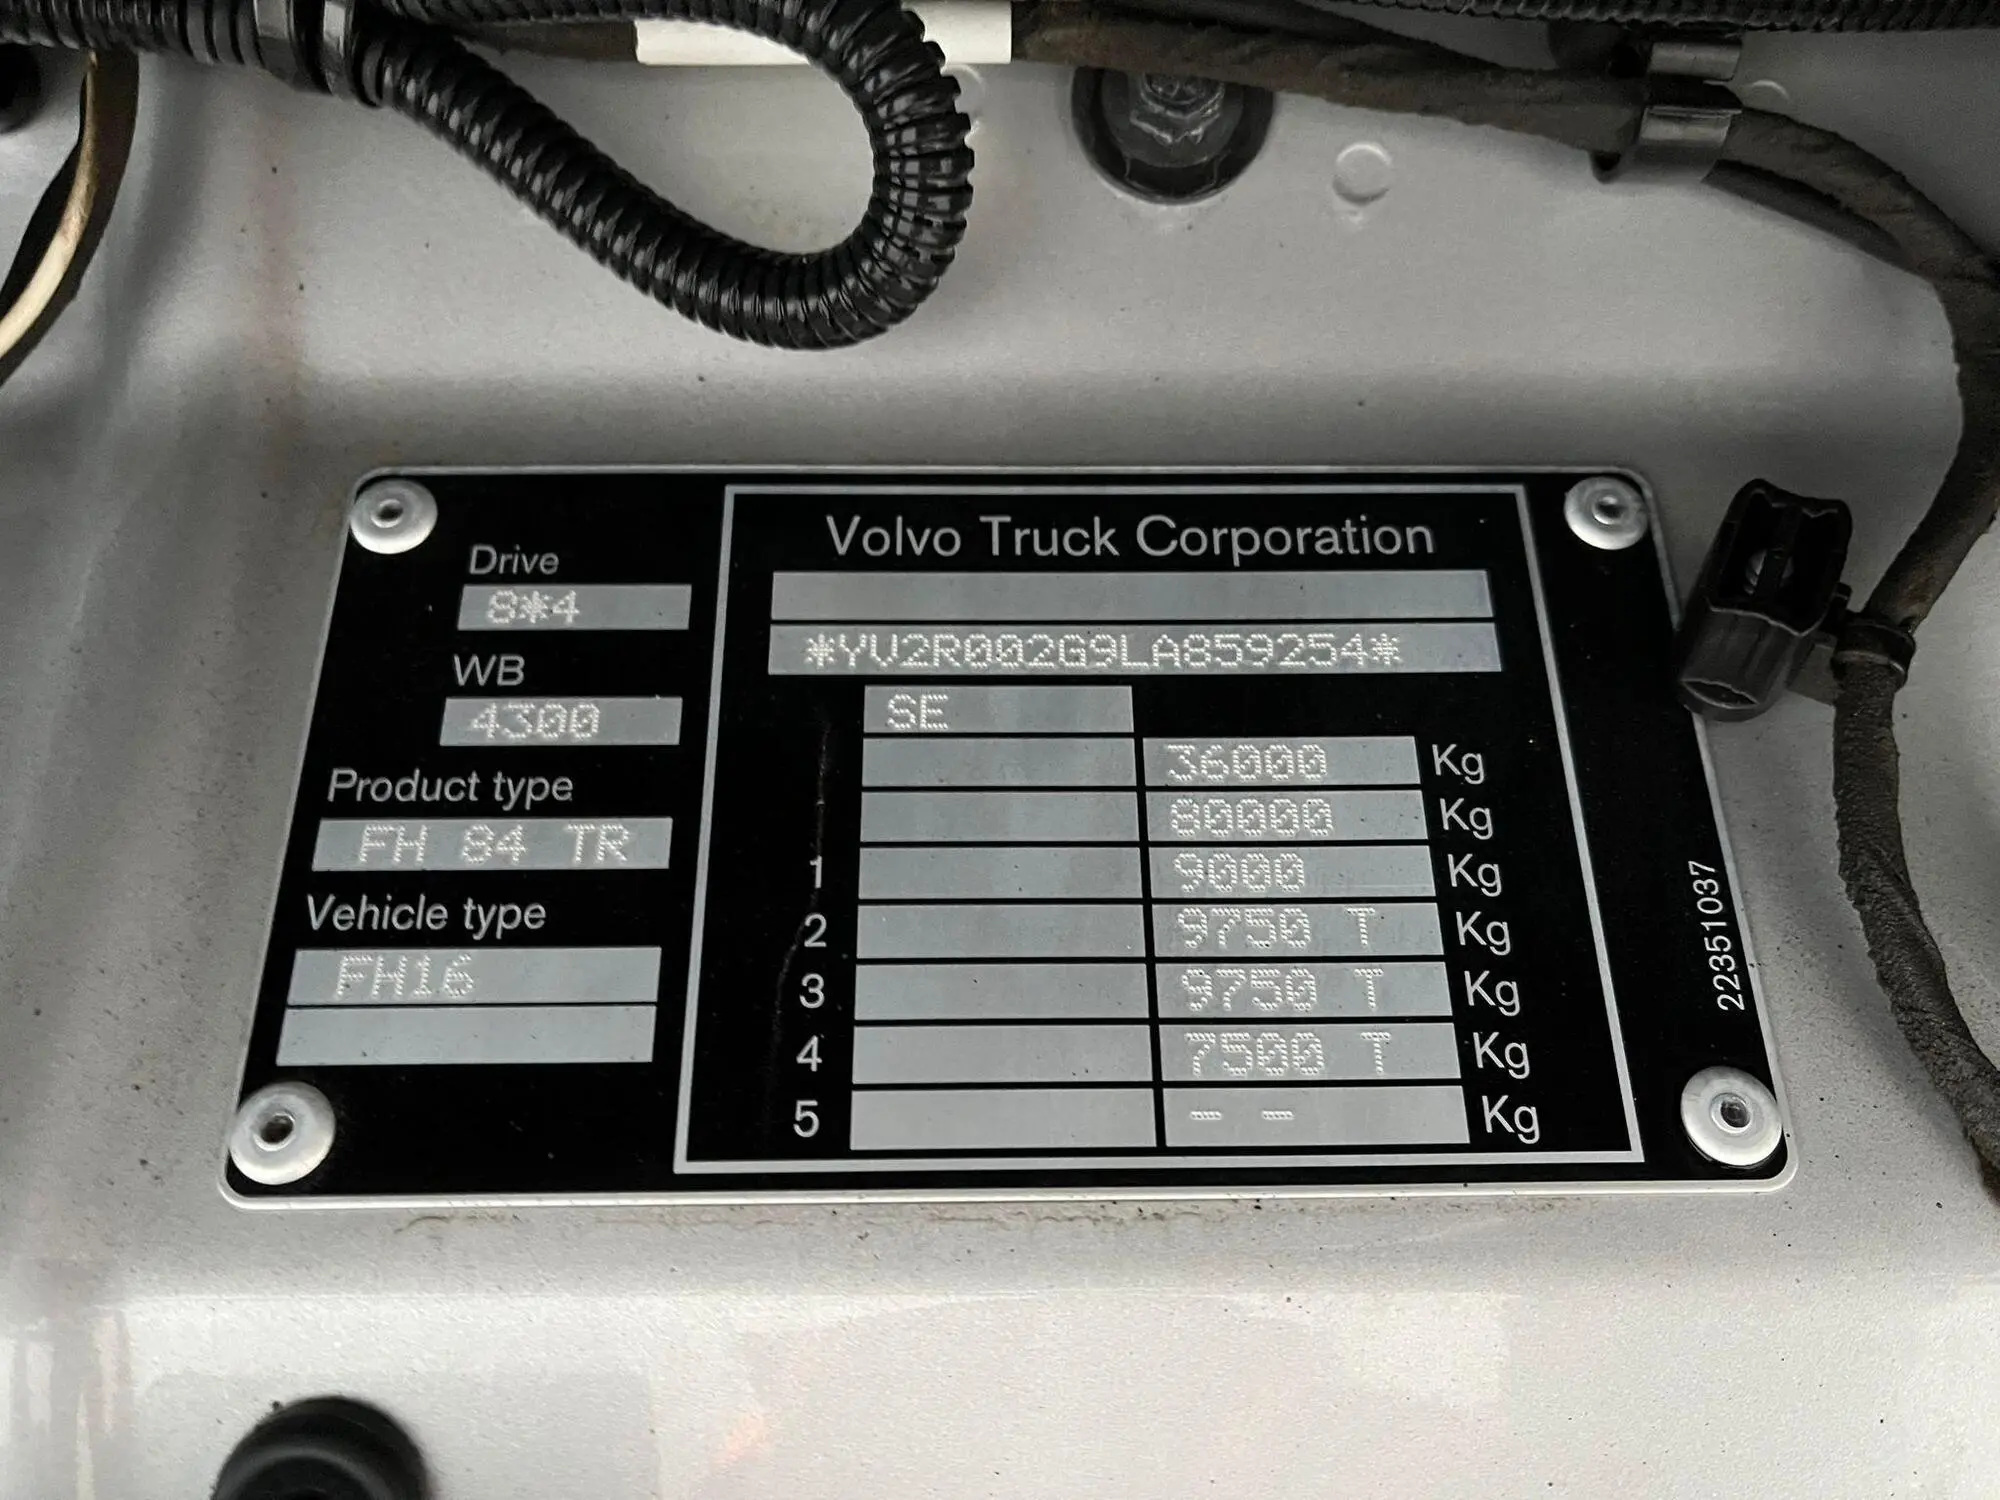 Drive
8*4
WB
4300
Product type
FH 84 TR
Vehicle type
FH16
Volvo Truck Corporation
*YV2R002G9LA859254*
SE
36000 Kg
80000 Kg
1 9000 Kg
2 9750 T Kg
3 9750 T Kg
4 7500 T Kg
5 - - Kg
22351037